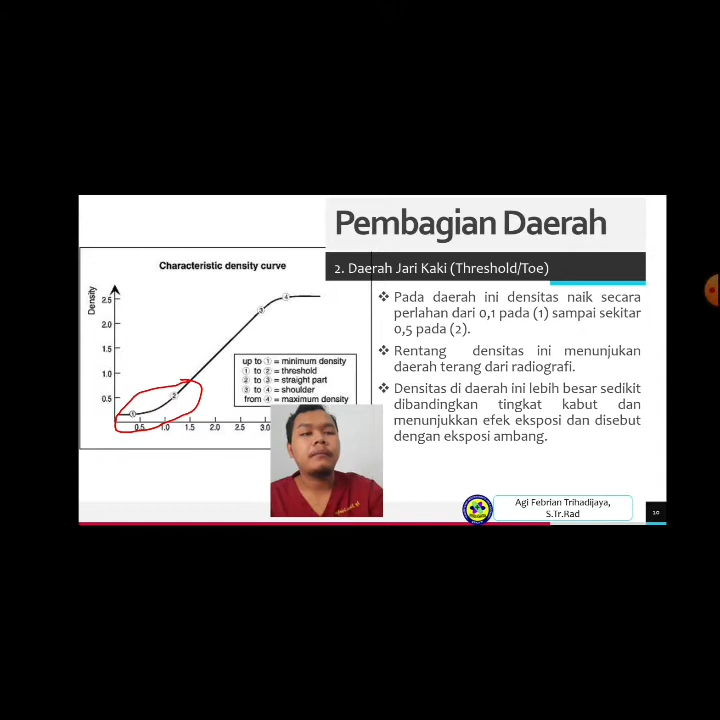 Pembagian Daerah
2. Daerah Jari Kaki (Threshold/Toe)
Characteristic density curve
Density
2.5
2.0
1.5
1.0
0.5
0.5
1.0
1.5
2.0
2.5
3.0
1
2
3
4
up to ① = minimum density
① to ② = threshold
② to ③ = straight part
③ to ④ = shoulder
from ④ = maximum density
❖ Pada daerah ini densitas naik secara
perlahan dari 0,1 pada (1) sampai sekitar
0,5 pada (2).
❖ Rentang densitas ini menunjukan
daerah terang dari radiografi.
❖ Densitas di daerah ini lebih besar sedikit
dibandingkan tingkat kabut dan
menunjukkan efek eksposi dan disebut
dengan eksposi ambang.
Agi Febrian Trihadijaya,
S.Tr.Rad